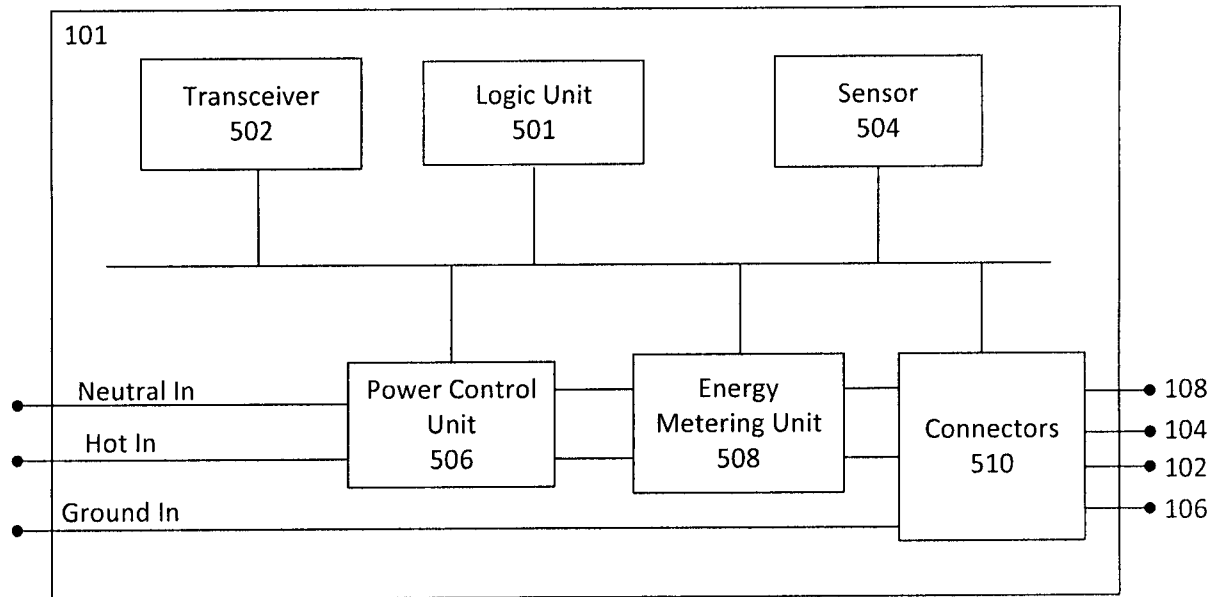 101
Transceiver
502
Logic Unit
501
Sensor
504
Neutral In
Hot In
Ground In
Power Control
Unit
506
Energy
Metering Unit
508
Connectors
510
108
104
102
106